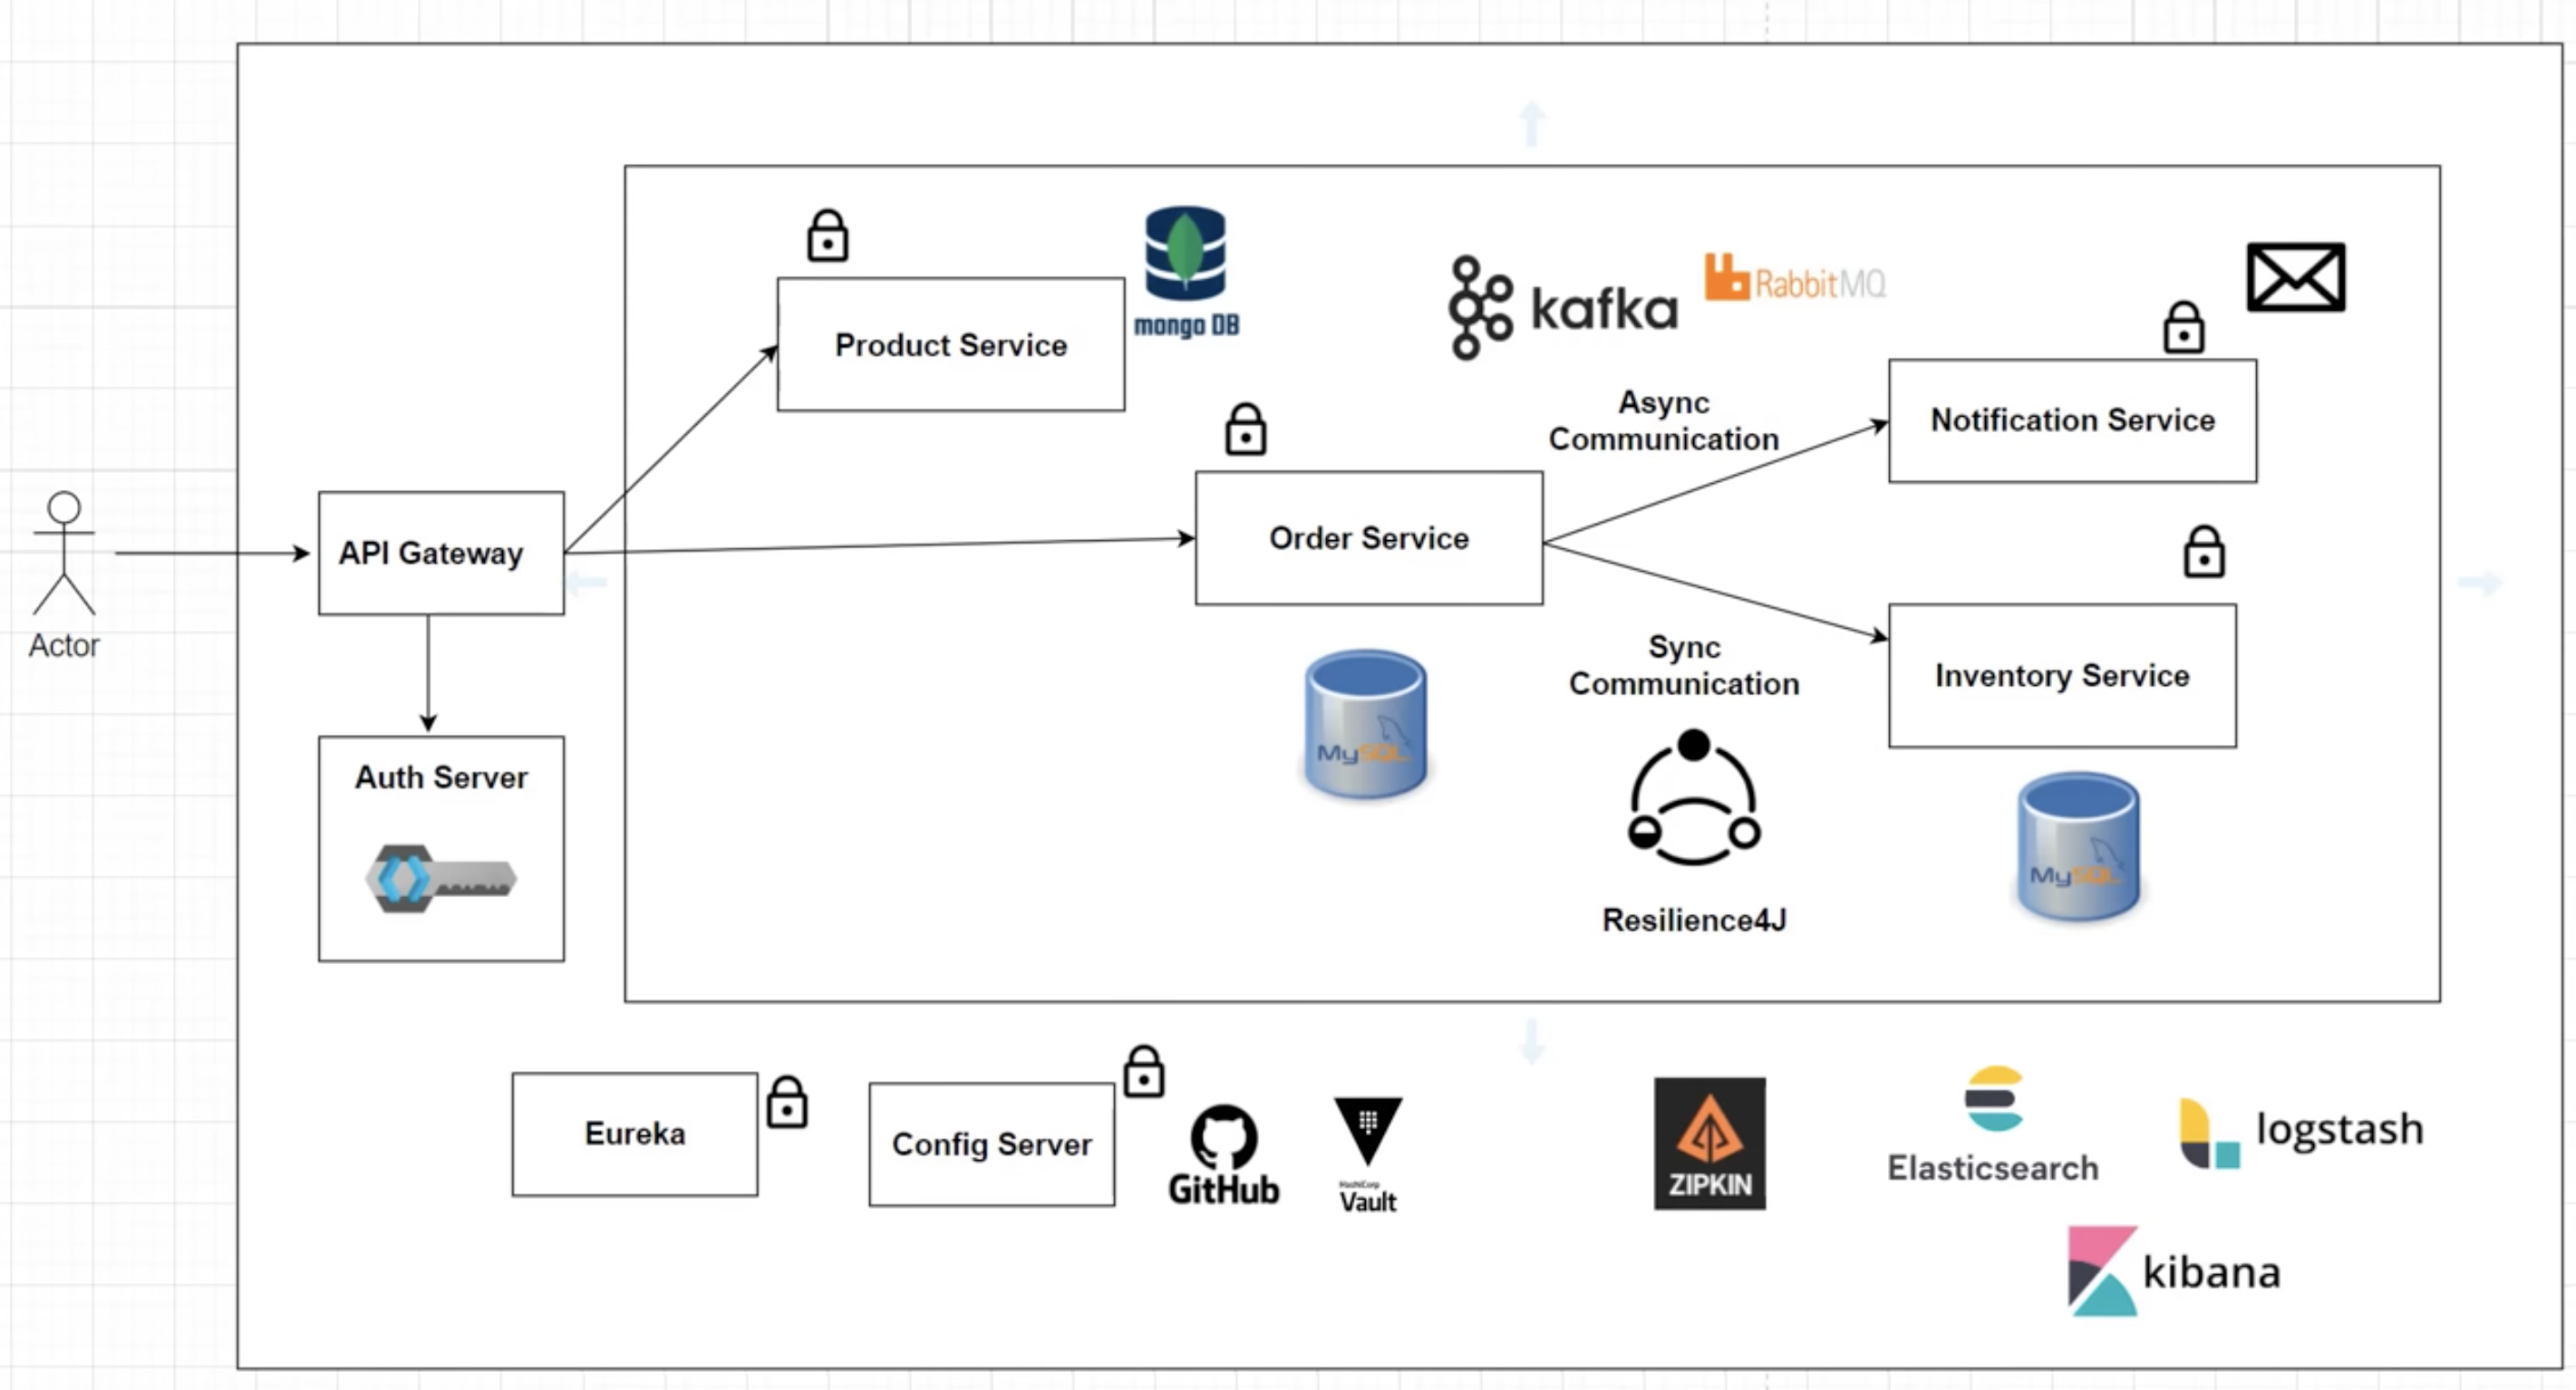 mongo DB
kafka
RabbitMQ
Product Service
Async
Communication
Notification Service
API Gateway
Order Service
Actor
Sync
Communication
Inventory Service
MySQL
Auth Server
MySQL
Resilience4J
Eureka
Config Server
GitHub
HashiCorp
Vault
ZIPKIN
Elasticsearch
logstash
kibana